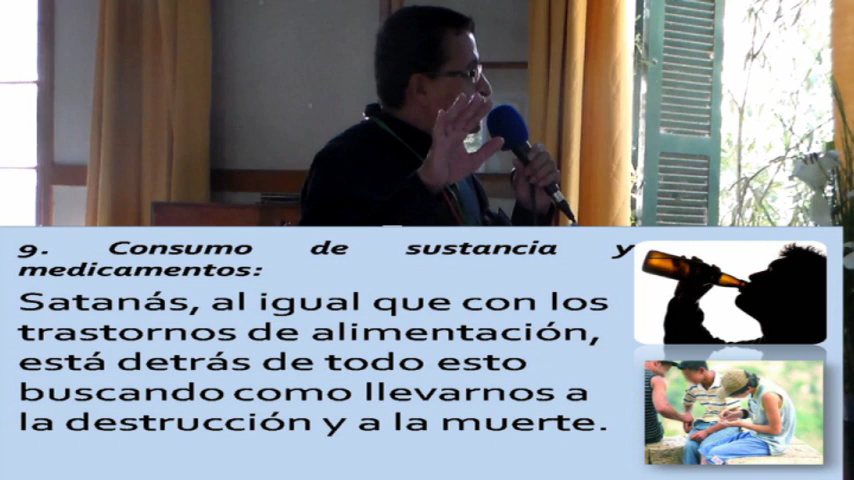 9. Consumo de sustancia y
medicamentos:
Satanás, al igual que con los
trastornos de alimentación,
está detrás de todo esto
buscando como llevarnos a
la destrucción y a la muerte.